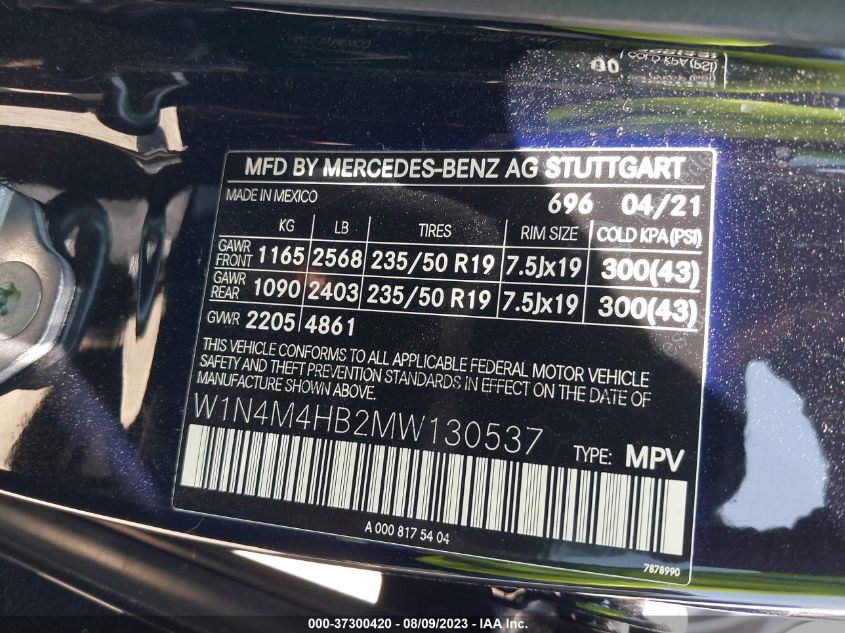 COLD KPA (PSI)
MFD BY MERCEDES-BENZ AG STUTTGART
MADE IN MEXICO 696 04/21
KG LB TIRES RIM SIZE COLD KPA (PSI)
GAWR FRONT 1165 2568 235/50 R19 7.5Jx19 300(43)
GAWR REAR 1090 2403 235/50 R19 7.5Jx19 300(43)
GVWR 2205 4861
THIS VEHICLE CONFORMS TO ALL APPLICABLE FEDERAL MOTOR VEHICLE
SAFETY AND THEFT PREVENTION STANDARDS IN EFFECT ON THE DATE OF
MANUFACTURE SHOWN ABOVE.
W1N4M4HB2MW130537
TYPE: MPV
A 000 817 54 04
7878990
000-37300420 - 08/09/2023 - IAA Inc.